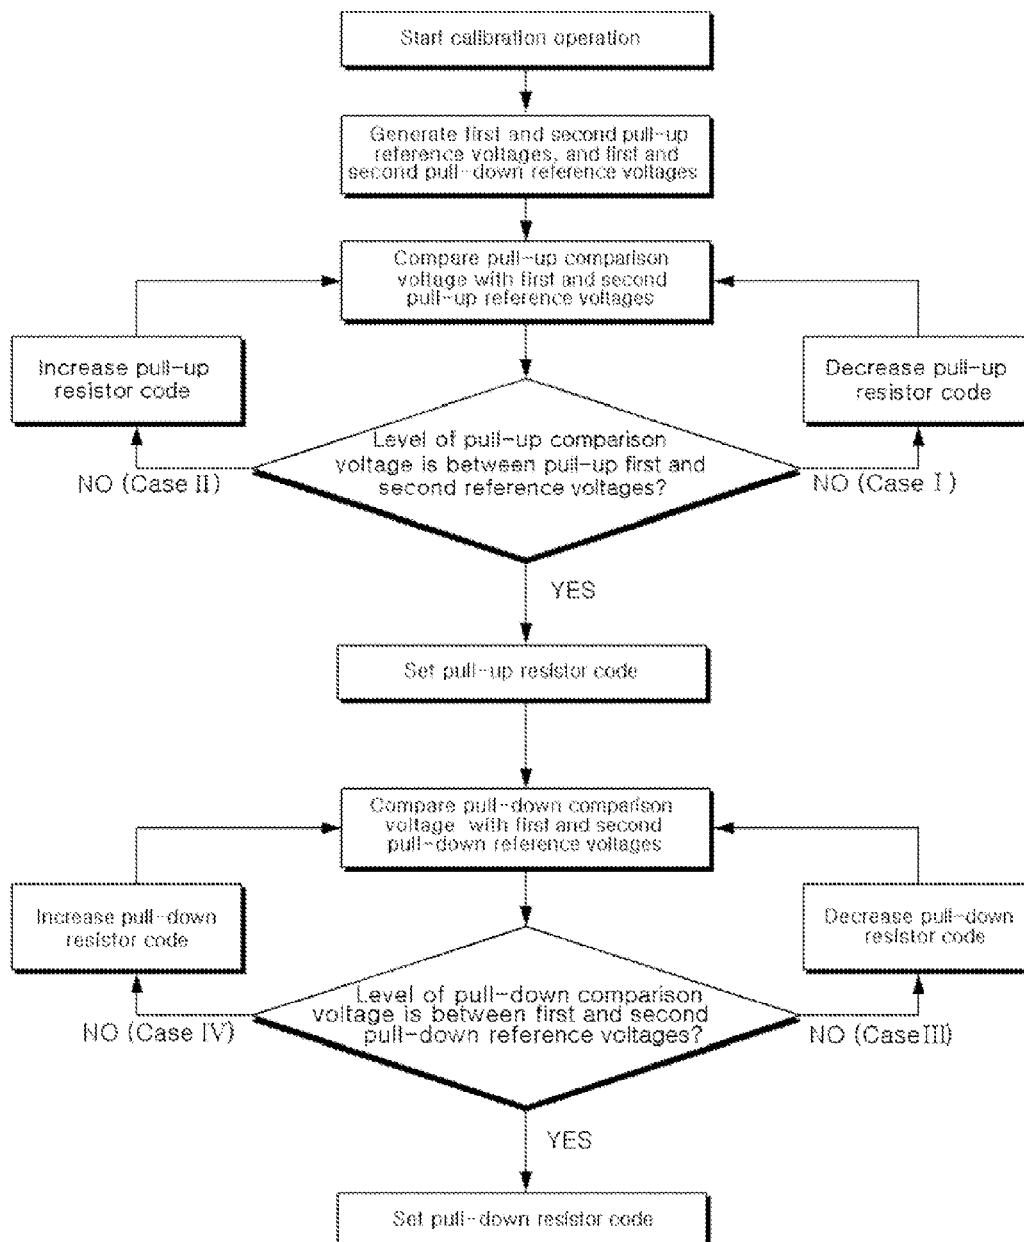 Start calibration operation
Generate first and second pull-up
reference voltages, and first and
second pull-down reference voltages
Compare pull-up comparison
voltage with first and second
pull-up reference voltages
Increase pull-up
resistor code
Decrease pull-up
resistor code
Level of pull-up comparison
voltage is between pull-up first and
second reference voltages?
NO (Case II)
NO (Case I)
YES
Set pull-up resistor code
Compare pull-down comparison
voltage with first and second
pull-down reference voltages
Increase pull-down
resistor code
Decrease pull-down
resistor code
Level of pull-down comparison
voltage is between first and second
pull-down reference voltages?
NO (Case IV)
NO (CaseIII)
YES
Set pull-down resistor code